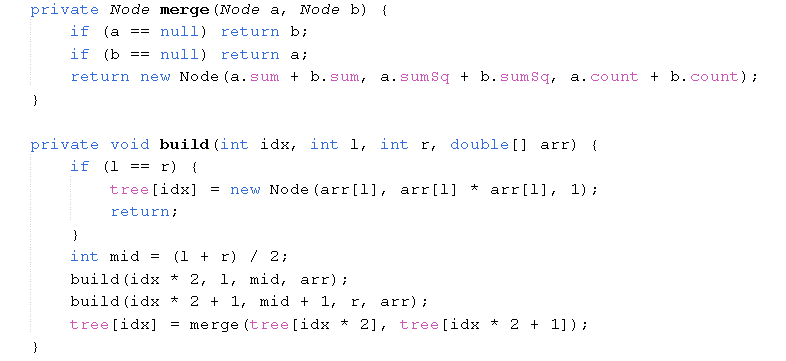 private Node merge(Node a, Node b) {
    if (a == null) return b;
    if (b == null) return a;
    return new Node(a.sum + b.sum, a.sumSq + b.sumSq, a.count + b.count);
}

private void build(int idx, int l, int r, double[] arr) {
    if (l == r) {
        tree[idx] = new Node(arr[l], arr[l] * arr[l], 1);
        return;
    }
    int mid = (l + r) / 2;
    build(idx * 2, l, mid, arr);
    build(idx * 2 + 1, mid + 1, r, arr);
    tree[idx] = merge(tree[idx * 2], tree[idx * 2 + 1]);
}